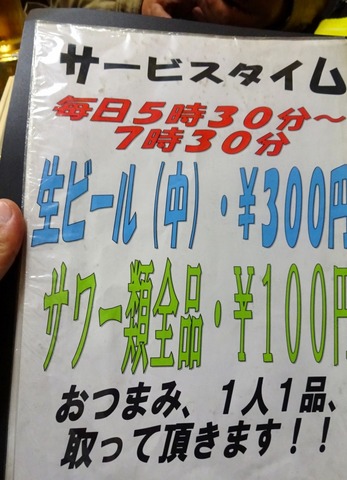 サービスタイム
毎日5時30分～
7時30分
生ビール(中)・¥300円
サワー類全品・¥100円
おつまみ、1人1品、
取って頂きます!!